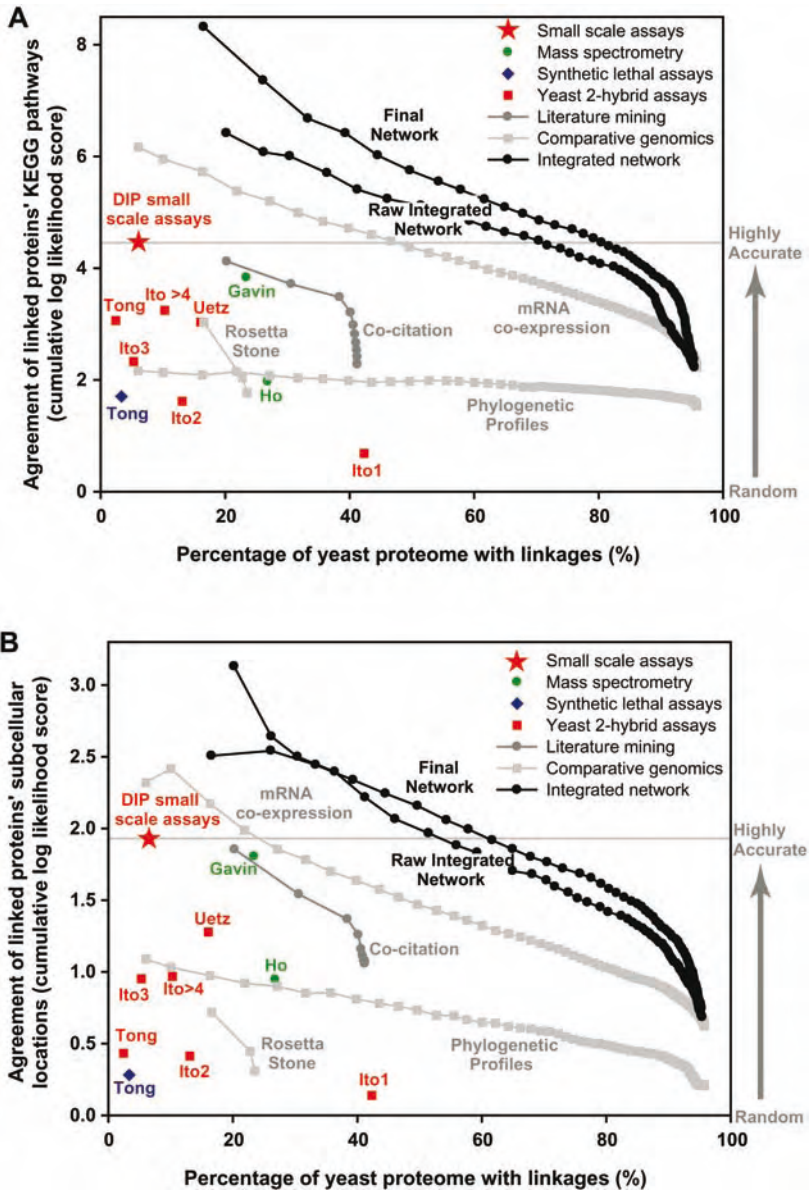 A
Agreement of linked proteins' KEGG pathways
(cumulative log likelihood score)
8
6
4
2
0
Small scale assays
Mass spectrometry
Synthetic lethal assays
Yeast 2-hybrid assays
Literature mining
Comparative genomics
Integrated network
Final
Network
Raw Integrated
Network
DIP small
scale assays
Highly
Accurate
Gavin
Tong
Ito >4
Uetz
mRNA
co-expression
Rosetta
Stone
Co-citation
Ito3
Tong
Ito2
Ho
Phylogenetic
Profiles
Ito1
Random
0
20
40
60
80
100
Percentage of yeast proteome with linkages (%)
B
Agreement of linked proteins' subcellular
locations (cumulative log likelihood score)
3.0
2.5
2.0
1.5
1.0
0.5
0.0
Small scale assays
Mass spectrometry
Synthetic lethal assays
Yeast 2-hybrid assays
Literature mining
Comparative genomics
Integrated network
Final
Network
mRNA
co-expression
DIP small
scale assays
Highly
Accurate
Raw Integrated
Network
Gavin
Uetz
Co-citation
Ho
Ito3
Ito>4
Tong
Rosetta
Stone
Phylogenetic
Profiles
Ito2
Tong
Ito1
Random
0
20
40
60
80
100
Percentage of yeast proteome with linkages (%)